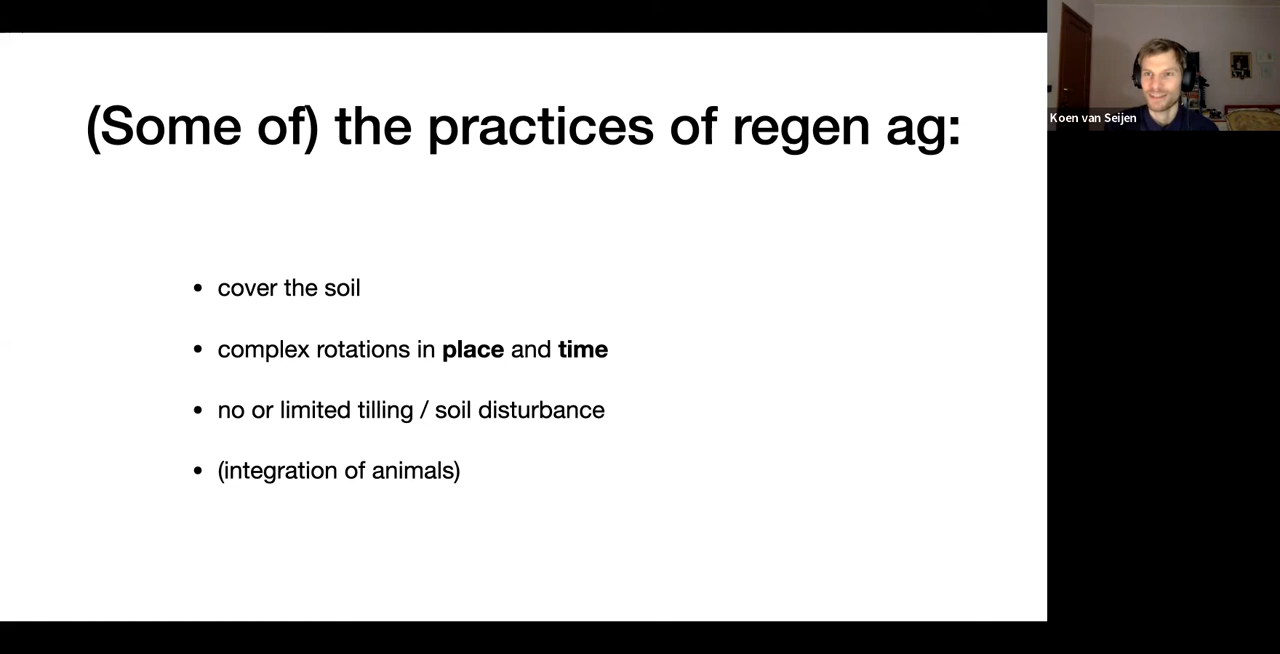 (Some of) the practices of regen ag:
• cover the soil
• complex rotations in place and time
• no or limited tilling / soil disturbance
• (integration of animals)
Koen van Seijen